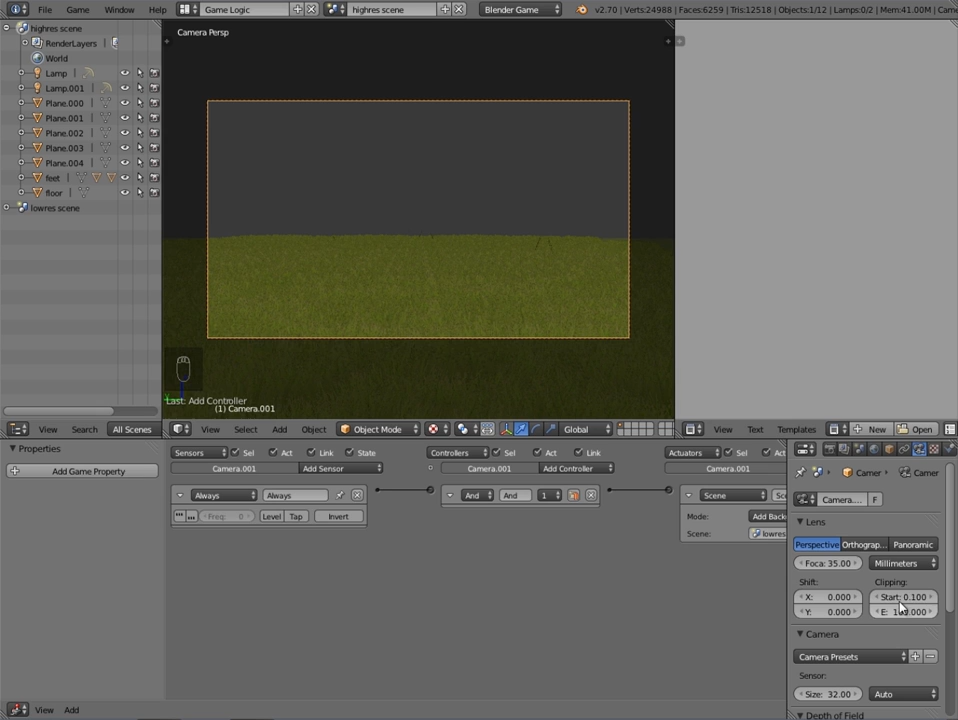 File Game Window Help Game Logic highres scene Blender Game v2.70 | Verts:24988 | Faces:6259 | Tris:12518 | Objects:1/12 | Lamps:0/2 | Mem:41.00M | Came
highres scene
RenderLayers |
World
Lamp |
Lamp.001 |
Plane.000 |
Plane.001 |
Plane.002 |
Plane.003 |
Plane.004 |
feet |
floor |
lowres scene
Camera Persp
Last: Add Controller
(1) Camera.001
View Search All Scenes
View Select Add Object Object Mode Global
View Text Templates New Open
Properties
Add Game Property
Sensors Sel Act Link State
Camera.001 Add Sensor
Always Always
Freq: 0 Level Tap Invert
Controllers Sel Act Link
Camera.001 Add Controller
And And 1
Actuators Sel Act
Camera.001
Scene
Mode: Add Back
Scene: lowres
Camer Camer
Camera.... F
Lens
Perspective Orthograp... Panoramic
Foca: 35.00 Millimeters
Shift: Clipping:
X: 0.000 Start: 0.100
Y: 0.000
Camera
Camera Presets
Sensor:
Size: 32.00 Auto
Depth of Field
View Add